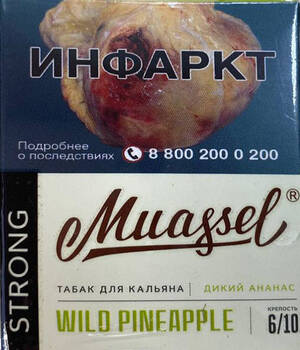 ИНФАРКТ
Подробнее
о последствиях 8 800 200 0 200
STRONG
Muassel®
ТАБАК ДЛЯ КАЛЬЯНА | ДИКИЙ АНАНАС
WILD PINEAPPLE
КРЕПОСТЬ
6/10